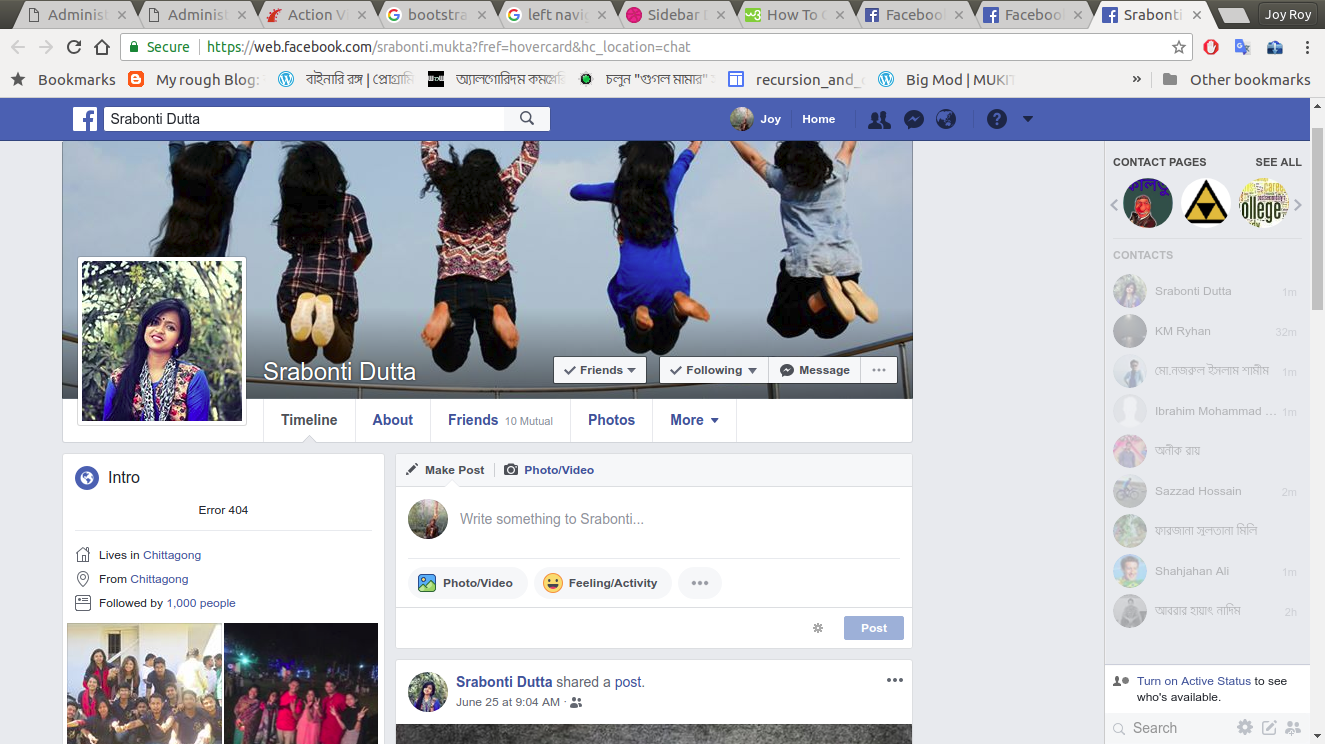 Administ
Administ
Action Vi
bootstra
left navig
Sidebar
How To C
Facebook
Facebook
Srabonti
Joy Roy
Secure
https://web.facebook.com/srabonti.mukta?fref=hovercard&hc_location=chat
Bookmarks
My rough Blog:
বাইনারি রঙ্গ | প্রোগ্রামি
অ্যালগোরিদম কমপ্লে
চলুন "গুগল মামার"
recursion_and_
Big Mod | MUKIT
»
Other bookmarks
Srabonti Dutta
Joy
Home
Srabonti Dutta
Friends
Following
Message
Timeline
About
Friends 10 Mutual
Photos
More
Intro
Error 404
Lives in Chittagong
From Chittagong
Followed by 1,000 people
Make Post
Photo/Video
Write something to Srabonti...
Photo/Video
Feeling/Activity
Post
Srabonti Dutta shared a post.
June 25 at 9:04 AM ·
CONTACT PAGES
SEE ALL
ollege
CONTACTS
Srabonti Dutta 1m
KM Ryhan 32m
মো.নজরুল ইসলাম শামীম 1m
Ibrahim Mohammad ... 1m
অনীক রায়
Sazzad Hossain 2m
ফারজানা সুলতানা মিলি
Shahjahan Ali 1m
আবরার হায়াৎ নাগিম 2h
Turn on Active Status to see
who's available.
Search